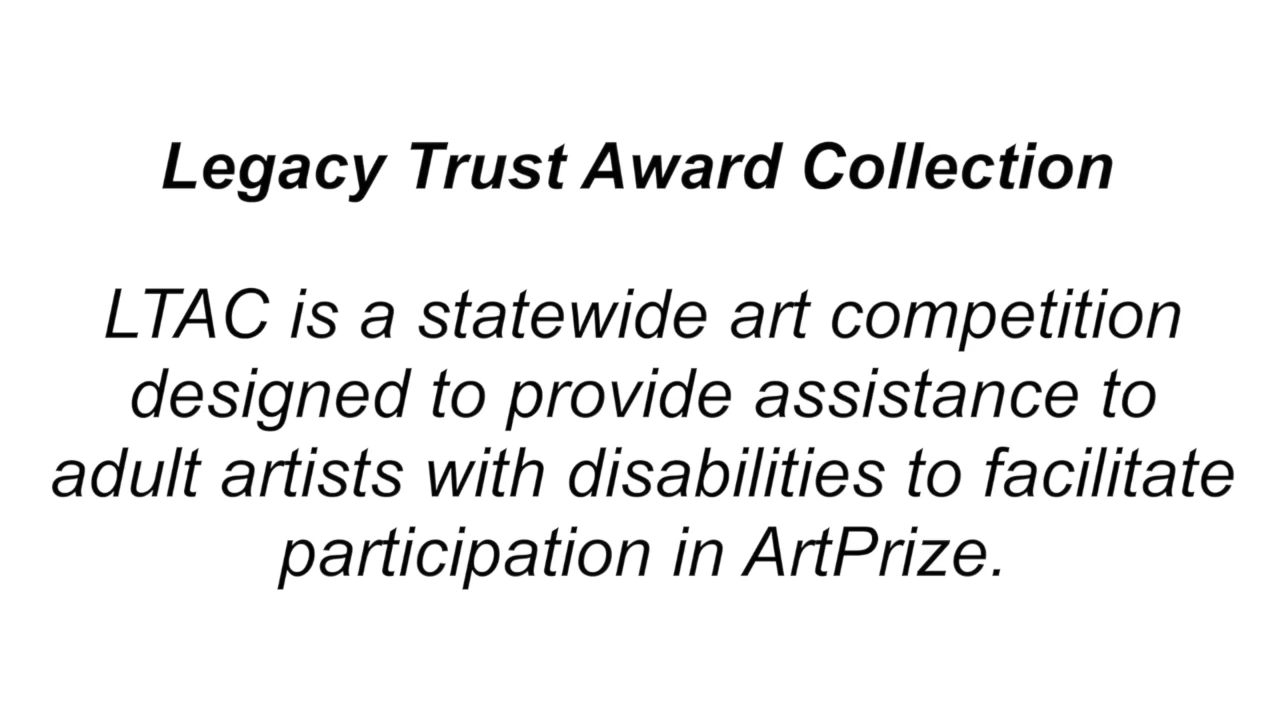 Legacy Trust Award Collection
LTAC is a statewide art competition
designed to provide assistance to
adult artists with disabilities to facilitate
participation in ArtPrize.